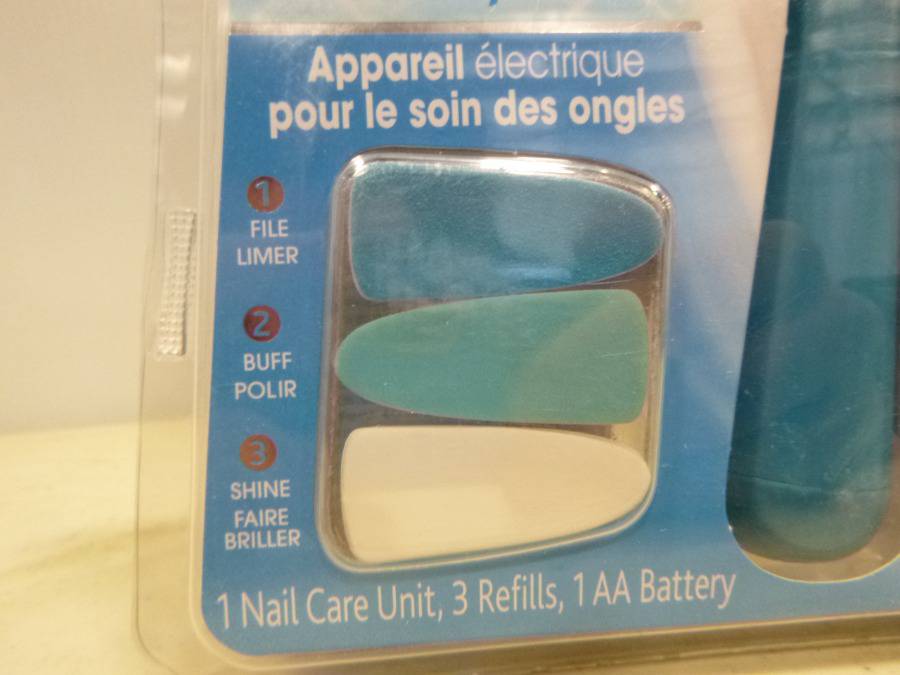 Appareil électrique
pour le soin des ongles
1
FILE
LIMER
2
BUFF
POLIR
3
SHINE
FAIRE
BRILLER
1 Nail Care Unit, 3 Refills, 1 AA Battery